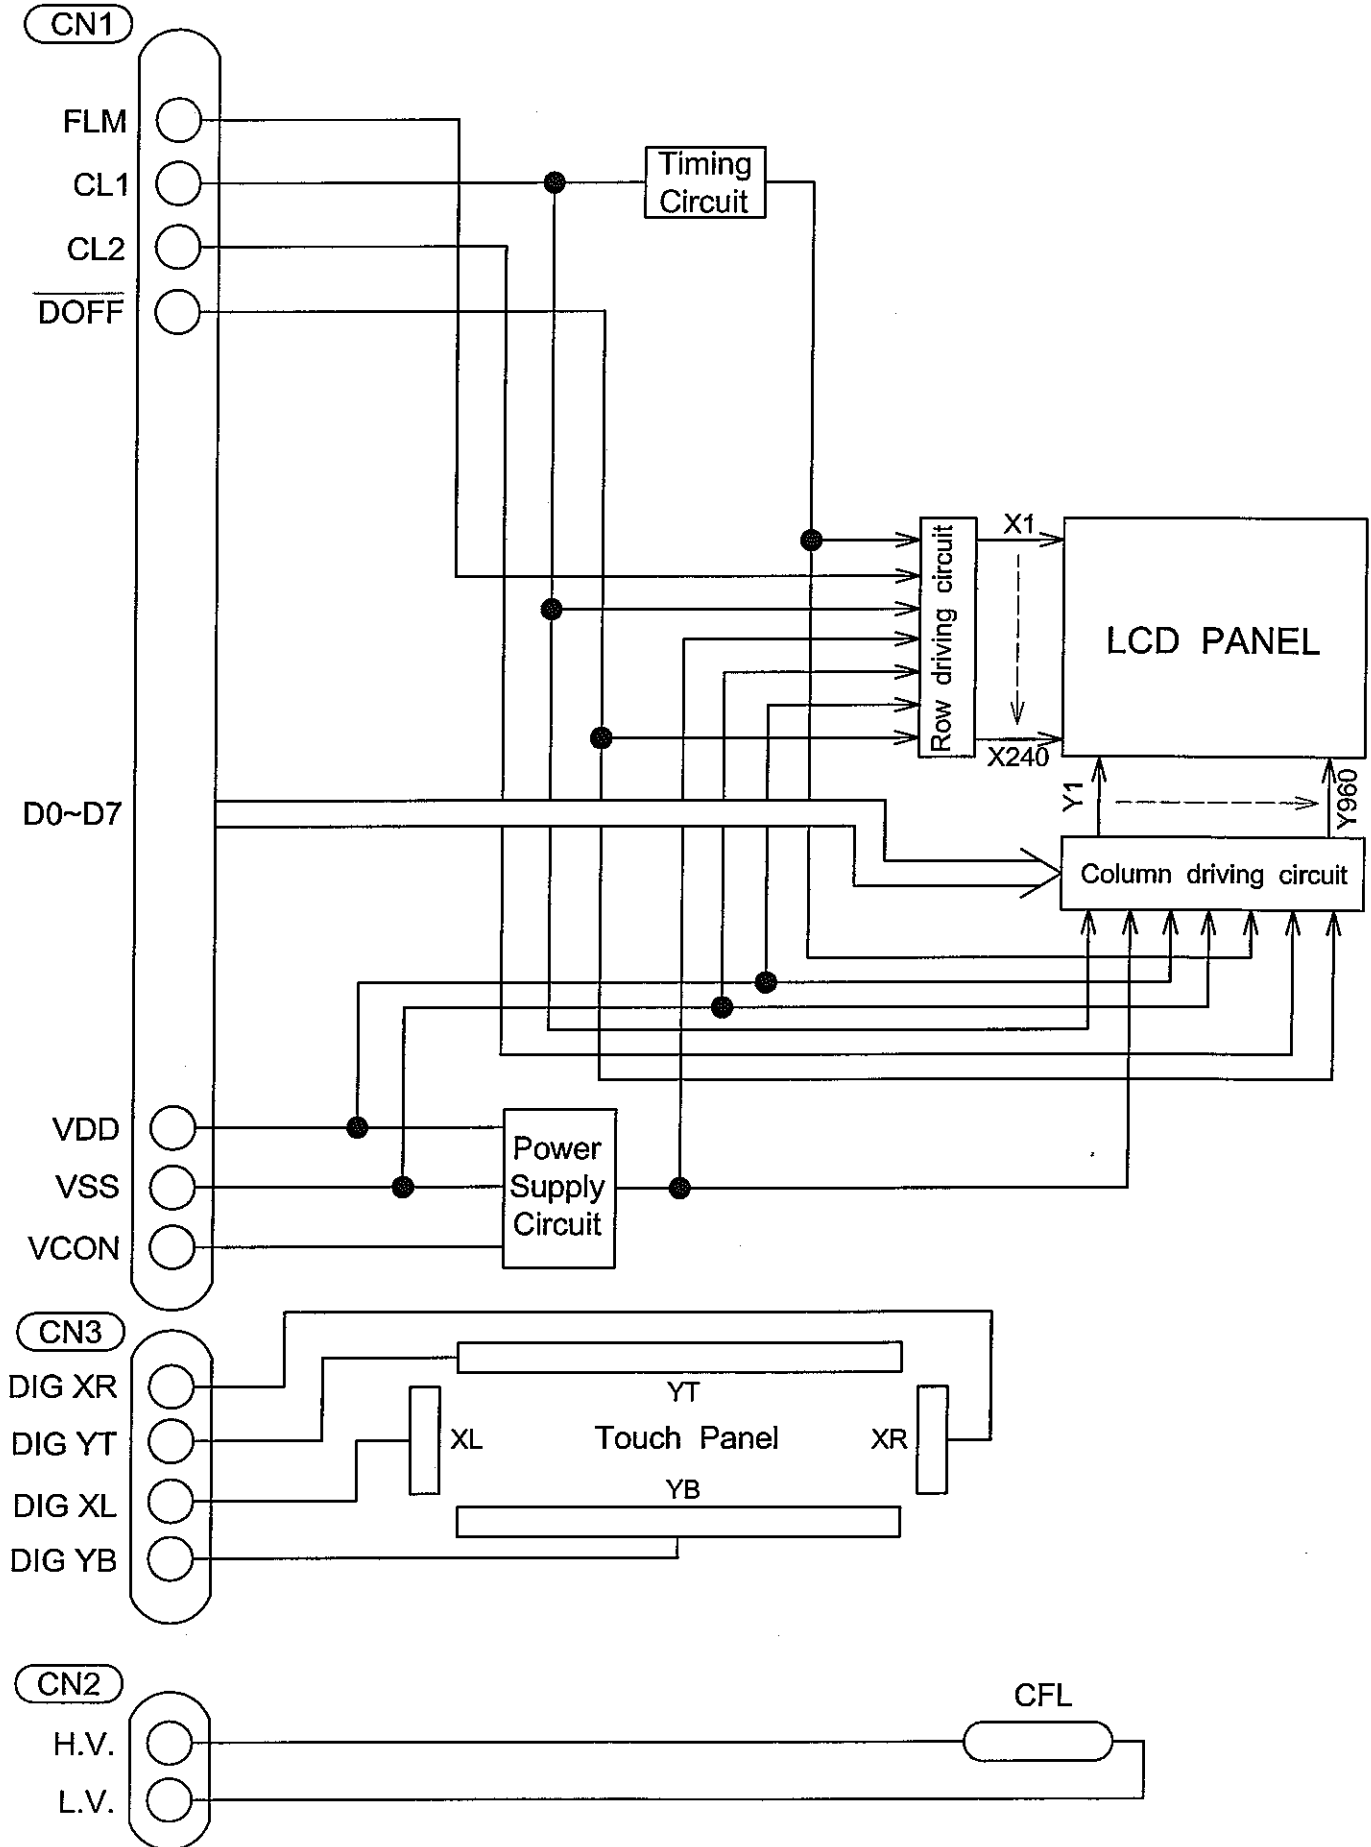 CN1
FLM
CL1
CL2
DOFF
Timing
Circuit
Row driving circuit
X1
X240
LCD PANEL
Y1
Y960
D0~D7
Column driving circuit
VDD
VSS
VCON
Power
Supply
Circuit
CN3
DIG XR
DIG YT
DIG XL
DIG YB
YT
XL
Touch Panel
XR
YB
CN2
H.V.
L.V.
CFL